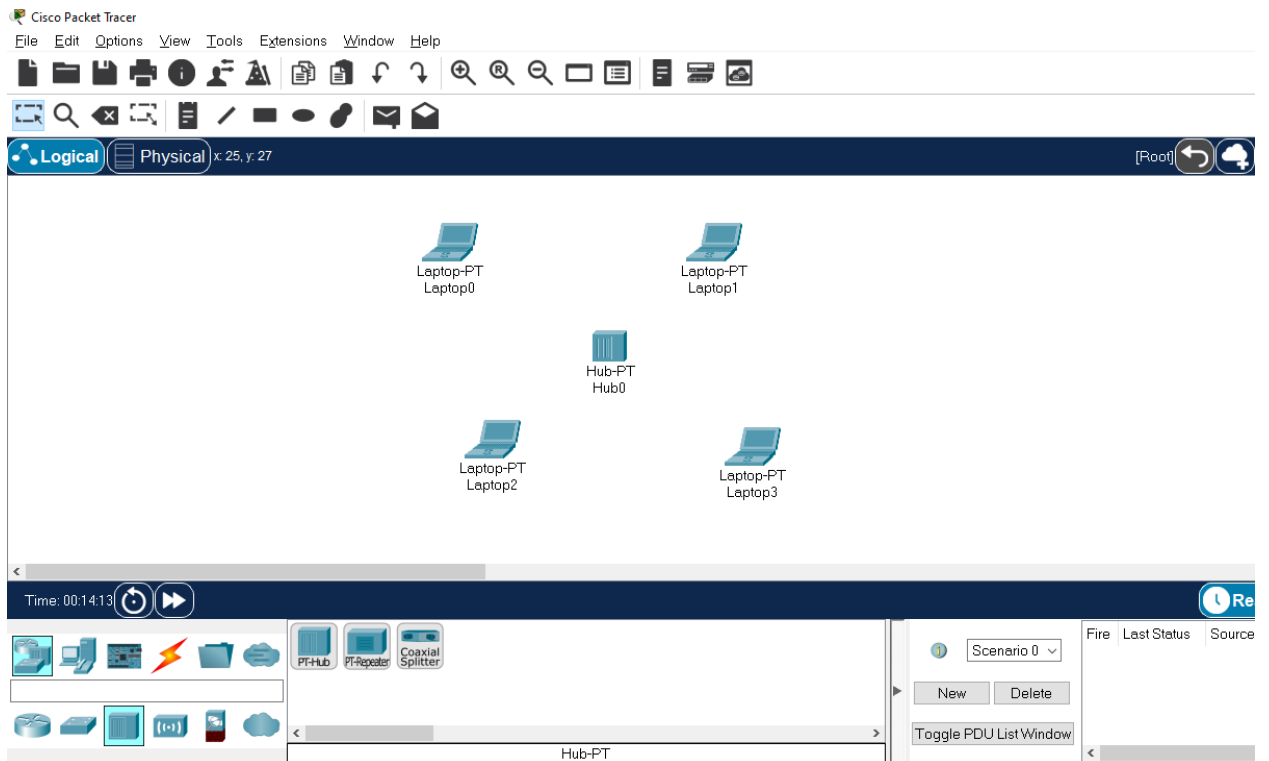 Cisco Packet Tracer
File Edit Options View Tools Extensions Window Help
Logical Physical x: 25, y: 27 [Root]
Laptop-PT
Laptop0
Laptop-PT
Laptop1
Hub-PT
Hub0
Laptop-PT
Laptop2
Laptop-PT
Laptop3
Time: 00:14:13 Re
PT-Hub PT-Repeater Coaxial Splitter
Scenario 0
New Delete
Toggle PDU List Window
Fire Last Status Source
Hub-PT